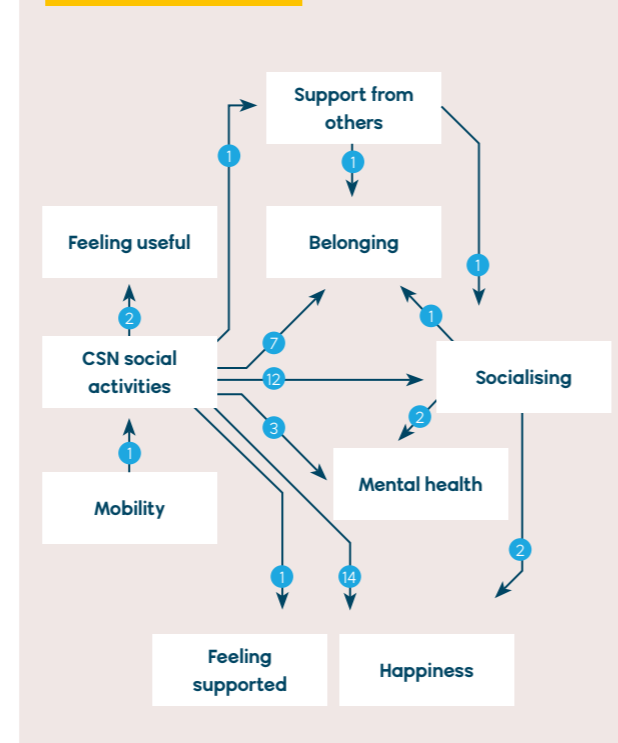 Support from
others
1
1
Feeling useful
Belonging
1
2
1
7
CSN social
activities
12
Socialising
2
3
1
Mental health
Mobility
2
1
14
Feeling
supported
Happiness